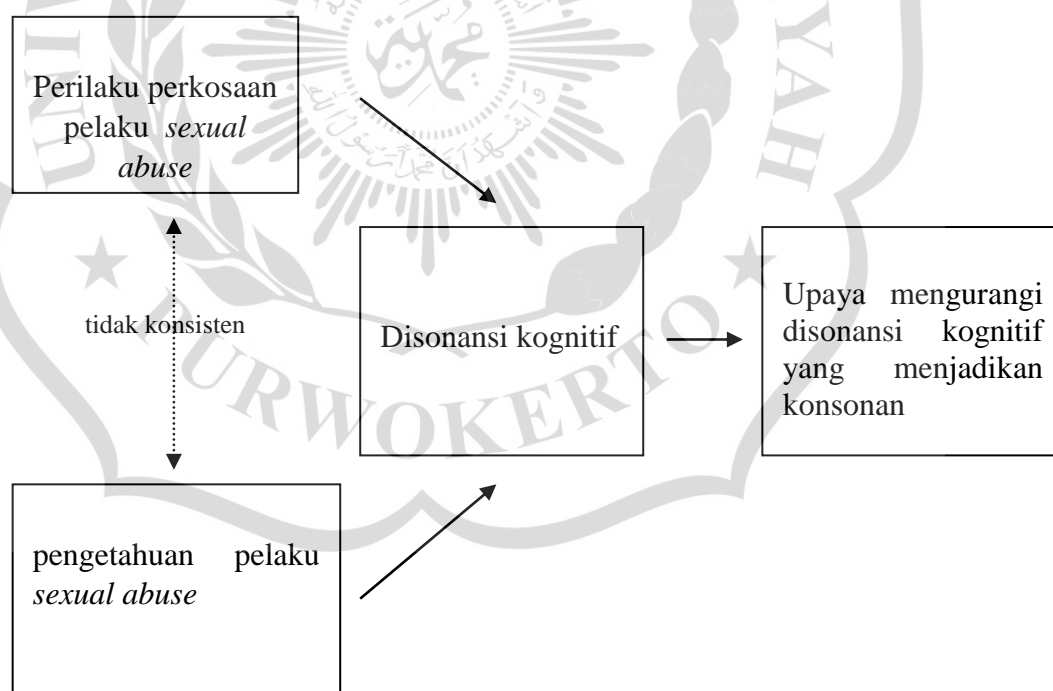 Perilaku perkosaan
pelaku sexual
abuse
tidak konsisten
Disonansi kognitif
Upaya mengurangi
disonansi kognitif
yang menjadikan
konsonan
pengetahuan pelaku
sexual abuse
PURWOKERTO